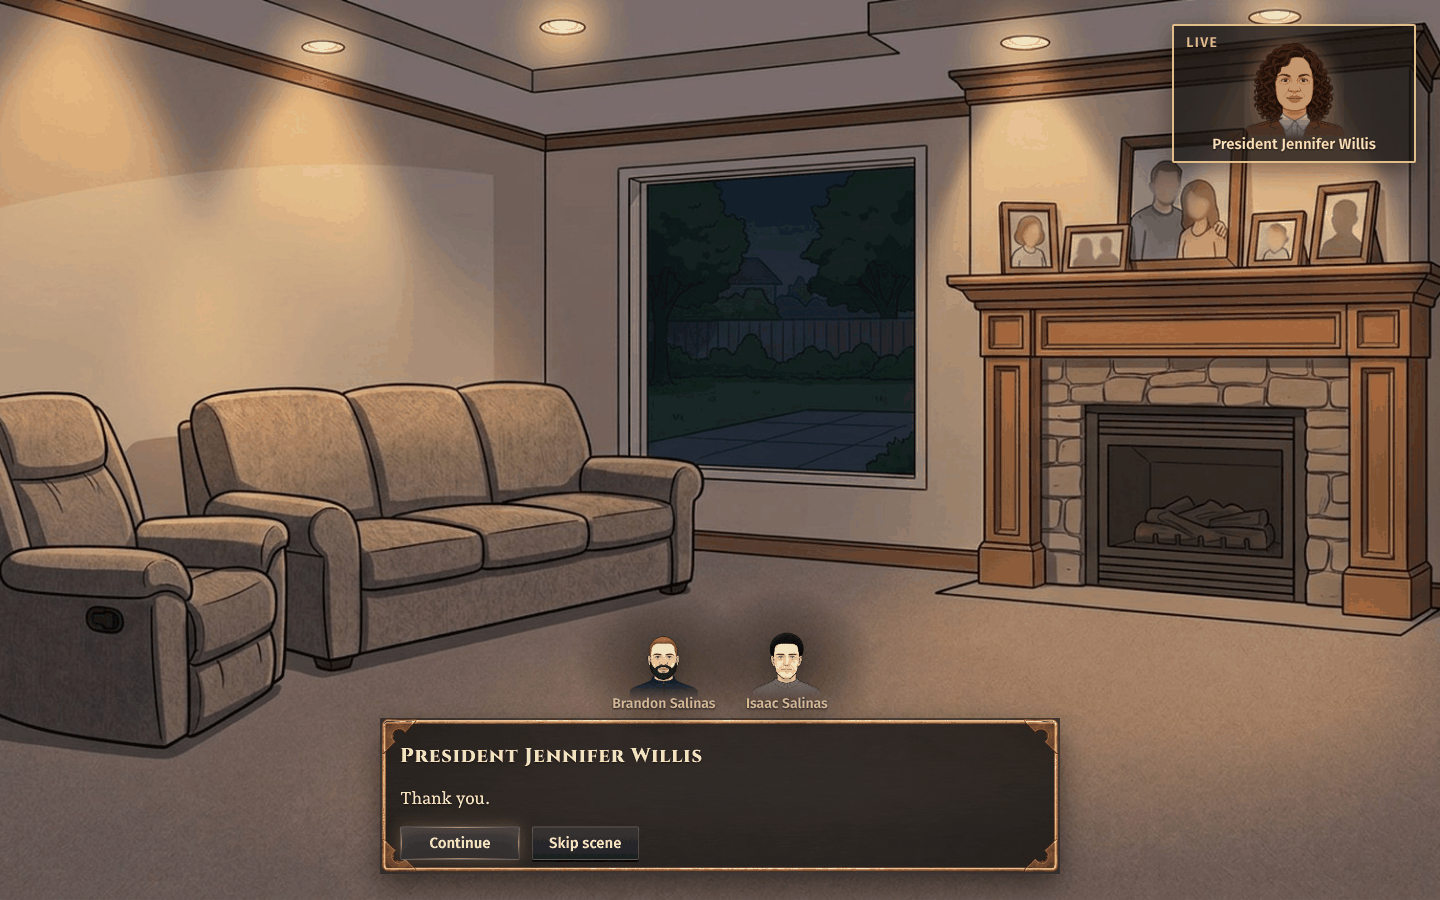 LIVE
President Jennifer Willis
Brandon Salinas
Isaac Salinas
President Jennifer Willis
Thank you.
Continue
Skip scene